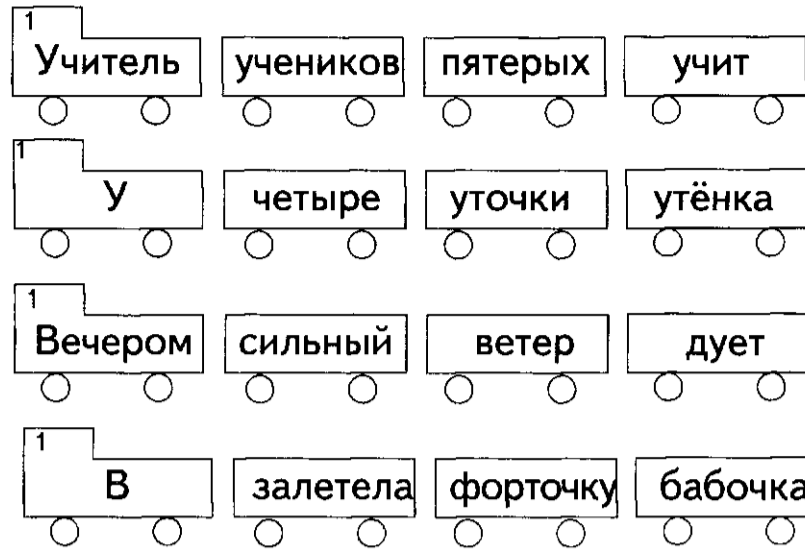 1
Учитель учеников пятерых учит
1
У четыре уточки утёнка
1
Вечером сильный ветер дует
1
В залетела форточку бабочка